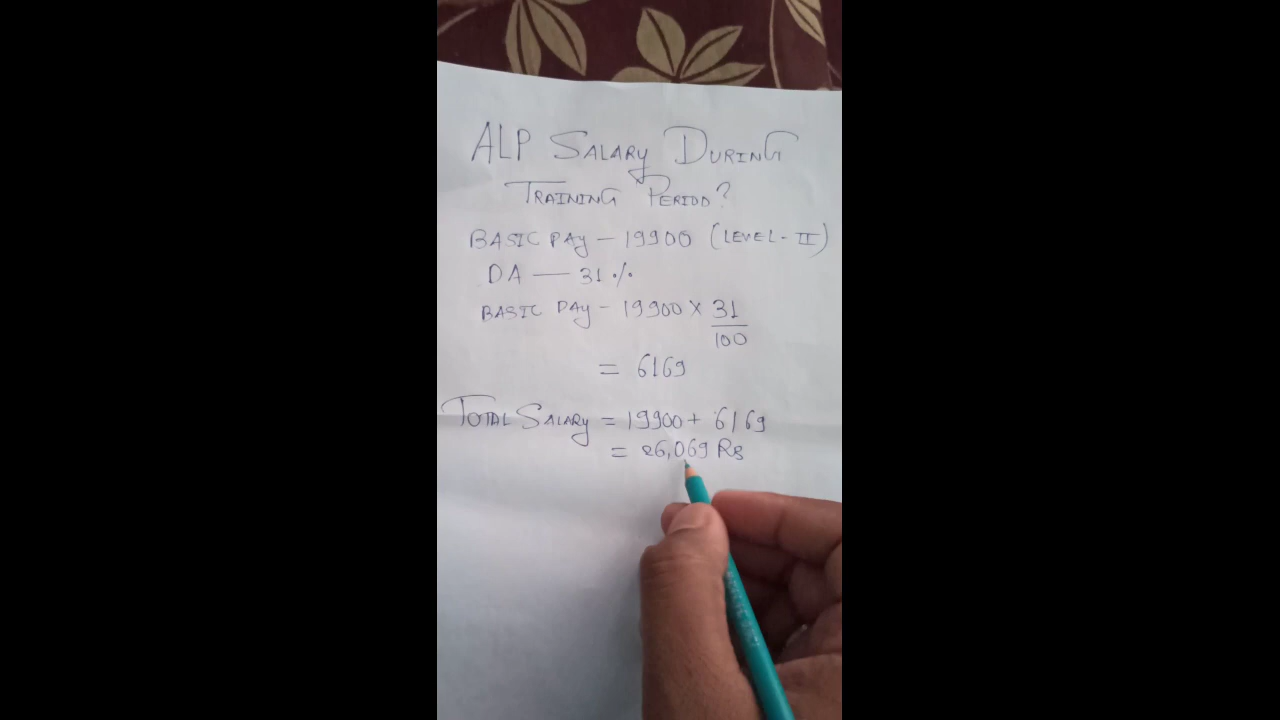 ALP SALARY DURING
TRAINING PERIOD?
BASIC PAY — 19900 (LEVEL-II)
DA — 31%
BASIC PAY - 19900 × 31/100
= 6169
TOTAL SALARY = 19900 + 6169
= 26,069 RS